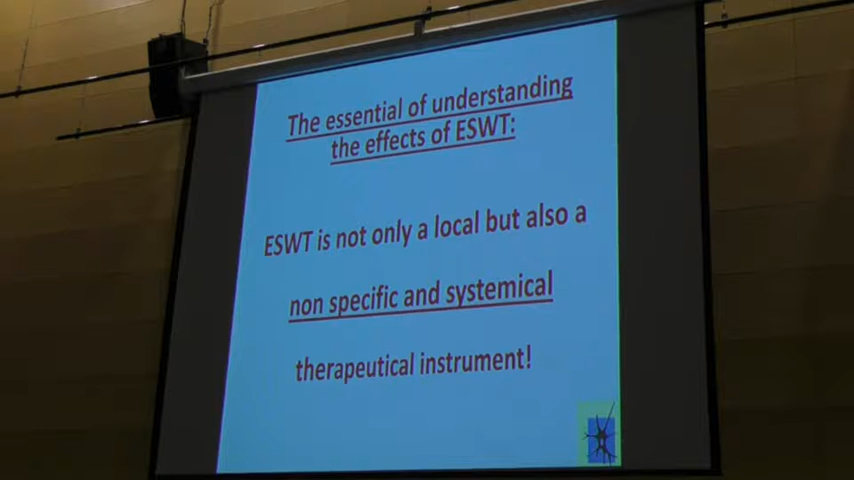 The essential of understanding
the effects of ESWT:
ESWT is not only a local but also a
non specific and systemical
therapeutical instrument!